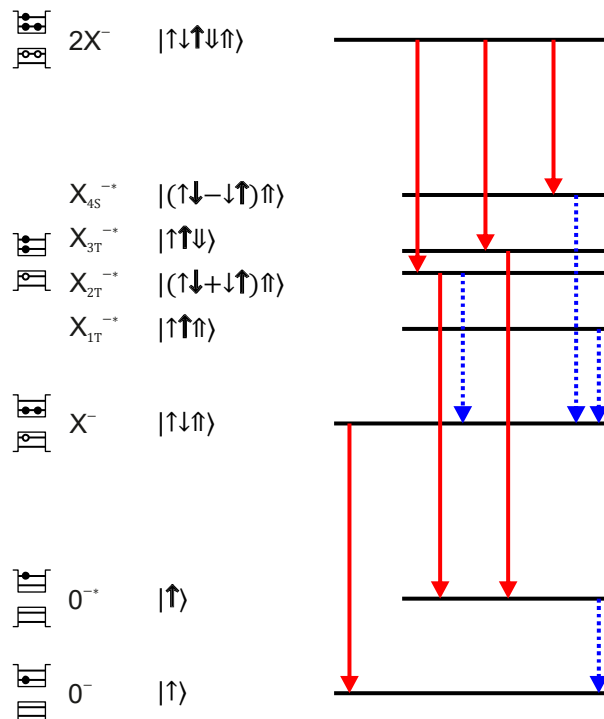 2X⁻ |↑↓⬆⇓⇑⟩
X₄S⁻* |(↑⬇−↓⬆)⇑⟩
X₃T⁻* |↑⬆⇓⟩
X₂T⁻* |(↑⬇+↓⬆)⇑⟩
X₁T⁻* |↑⬆⇑⟩
X⁻ |↑↓⇑⟩
0⁻* |⬆⟩
0⁻ |↑⟩